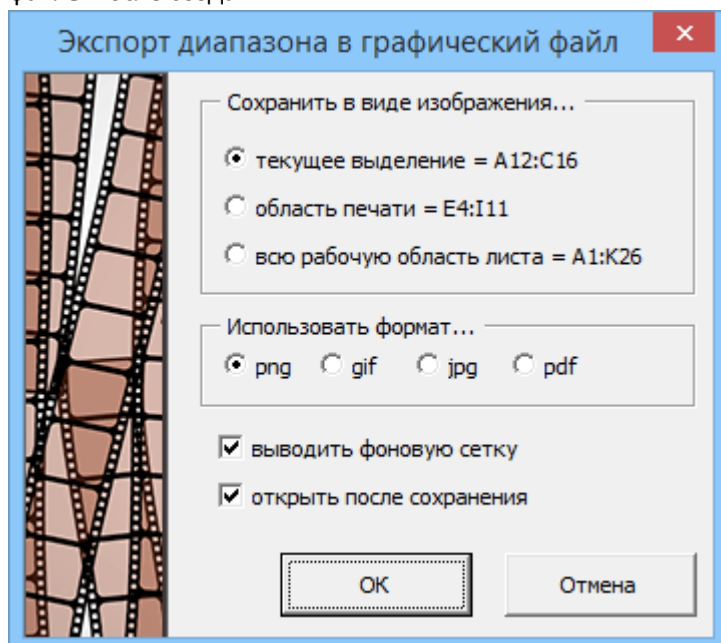 Экспорт диапазона в графический файл
Сохранить в виде изображения...
текущее выделение = A12:C16
область печати = E4:I11
всю рабочую область листа = A1:K26
Использовать формат...
png gif jpg pdf
выводить фоновую сетку
открыть после сохранения
OK Отмена